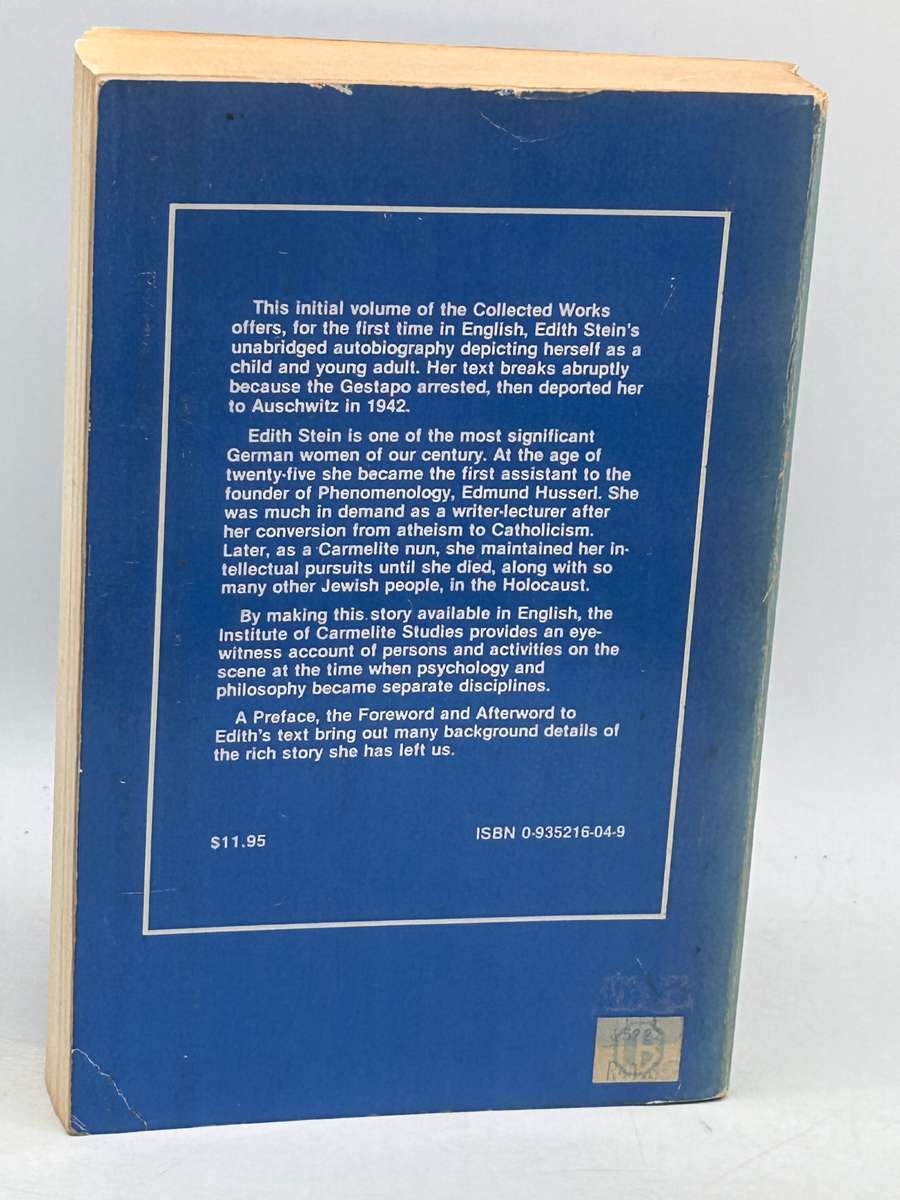 This initial volume of the Collected Works
offers, for the first time in English, Edith Stein's
unabridged autobiography depicting herself as a
child and young adult. Her text breaks abruptly
because the Gestapo arrested, then deported her
to Auschwitz in 1942.
Edith Stein is one of the most significant
German women of our century. At the age of
twenty-five she became the first assistant to the
founder of Phenomenology, Edmund Husserl. She
was much in demand as a writer-lecturer after
her conversion from atheism to Catholicism.
Later, as a Carmelite nun, she maintained her in-
tellectual pursuits until she died, along with so
many other Jewish people, in the Holocaust.
By making this story available in English, the
Institute of Carmelite Studies provides an eye-
witness account of persons and activities on the
scene at the time when psychology and
philosophy became separate disciplines.
A Preface, the Foreword and Afterword to
Edith's text bring out many background details of
the rich story she has left us.
$11.95
ISBN 0-935216-04-9